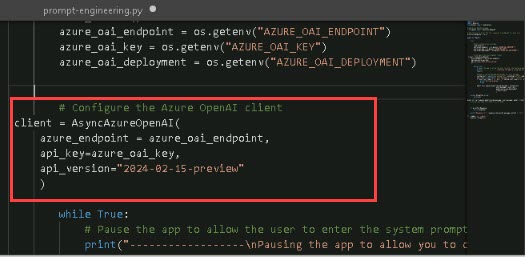 prompt-engineering.py
azure_oai_endpoint = os.getenv("AZURE_OAI_ENDPOINT")
azure_oai_key = os.getenv("AZURE_OAI_KEY")
azure_oai_deployment = os.getenv("AZURE_OAI_DEPLOYMENT")
# Configure the Azure OpenAI client
client = AsyncAzureOpenAI(
azure_endpoint = azure_oai_endpoint,
api_key=azure_oai_key,
api_version="2024-02-15-preview"
)
while True:
# Pause the app to allow the user to enter the system prompt
print("------------------\nPausing the app to allow you to c